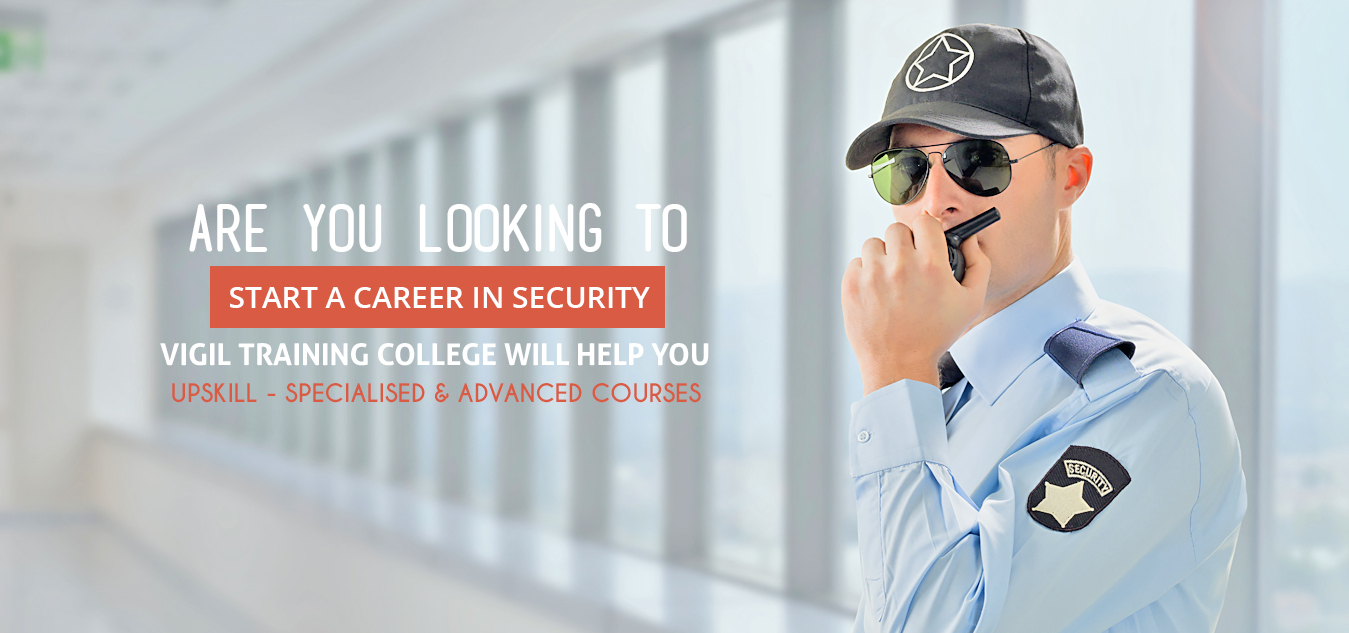 ARE YOU LOOKING TO
START A CAREER IN SECURITY
VIGIL TRAINING COLLEGE WILL HELP YOU
UPSKILL - SPECIALISED & ADVANCED COURSES
SECURITY